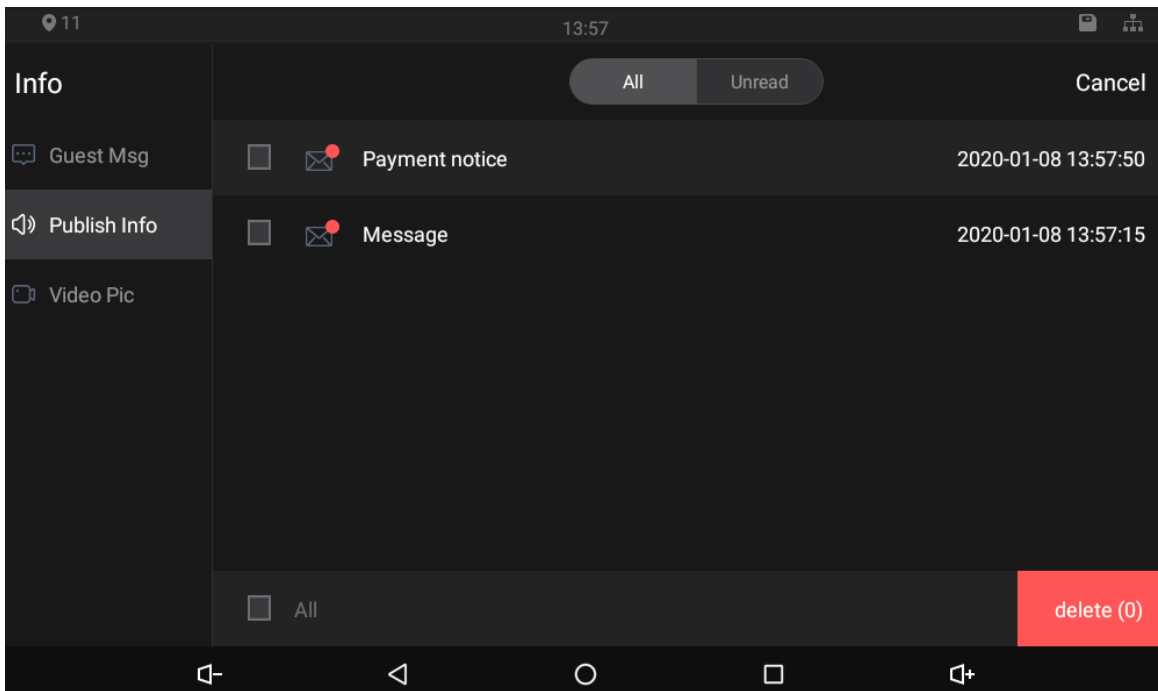 11 13:57
Info All Unread Cancel
Guest Msg
Payment notice 2020-01-08 13:57:50
Publish Info
Message 2020-01-08 13:57:15
Video Pic
All delete (0)